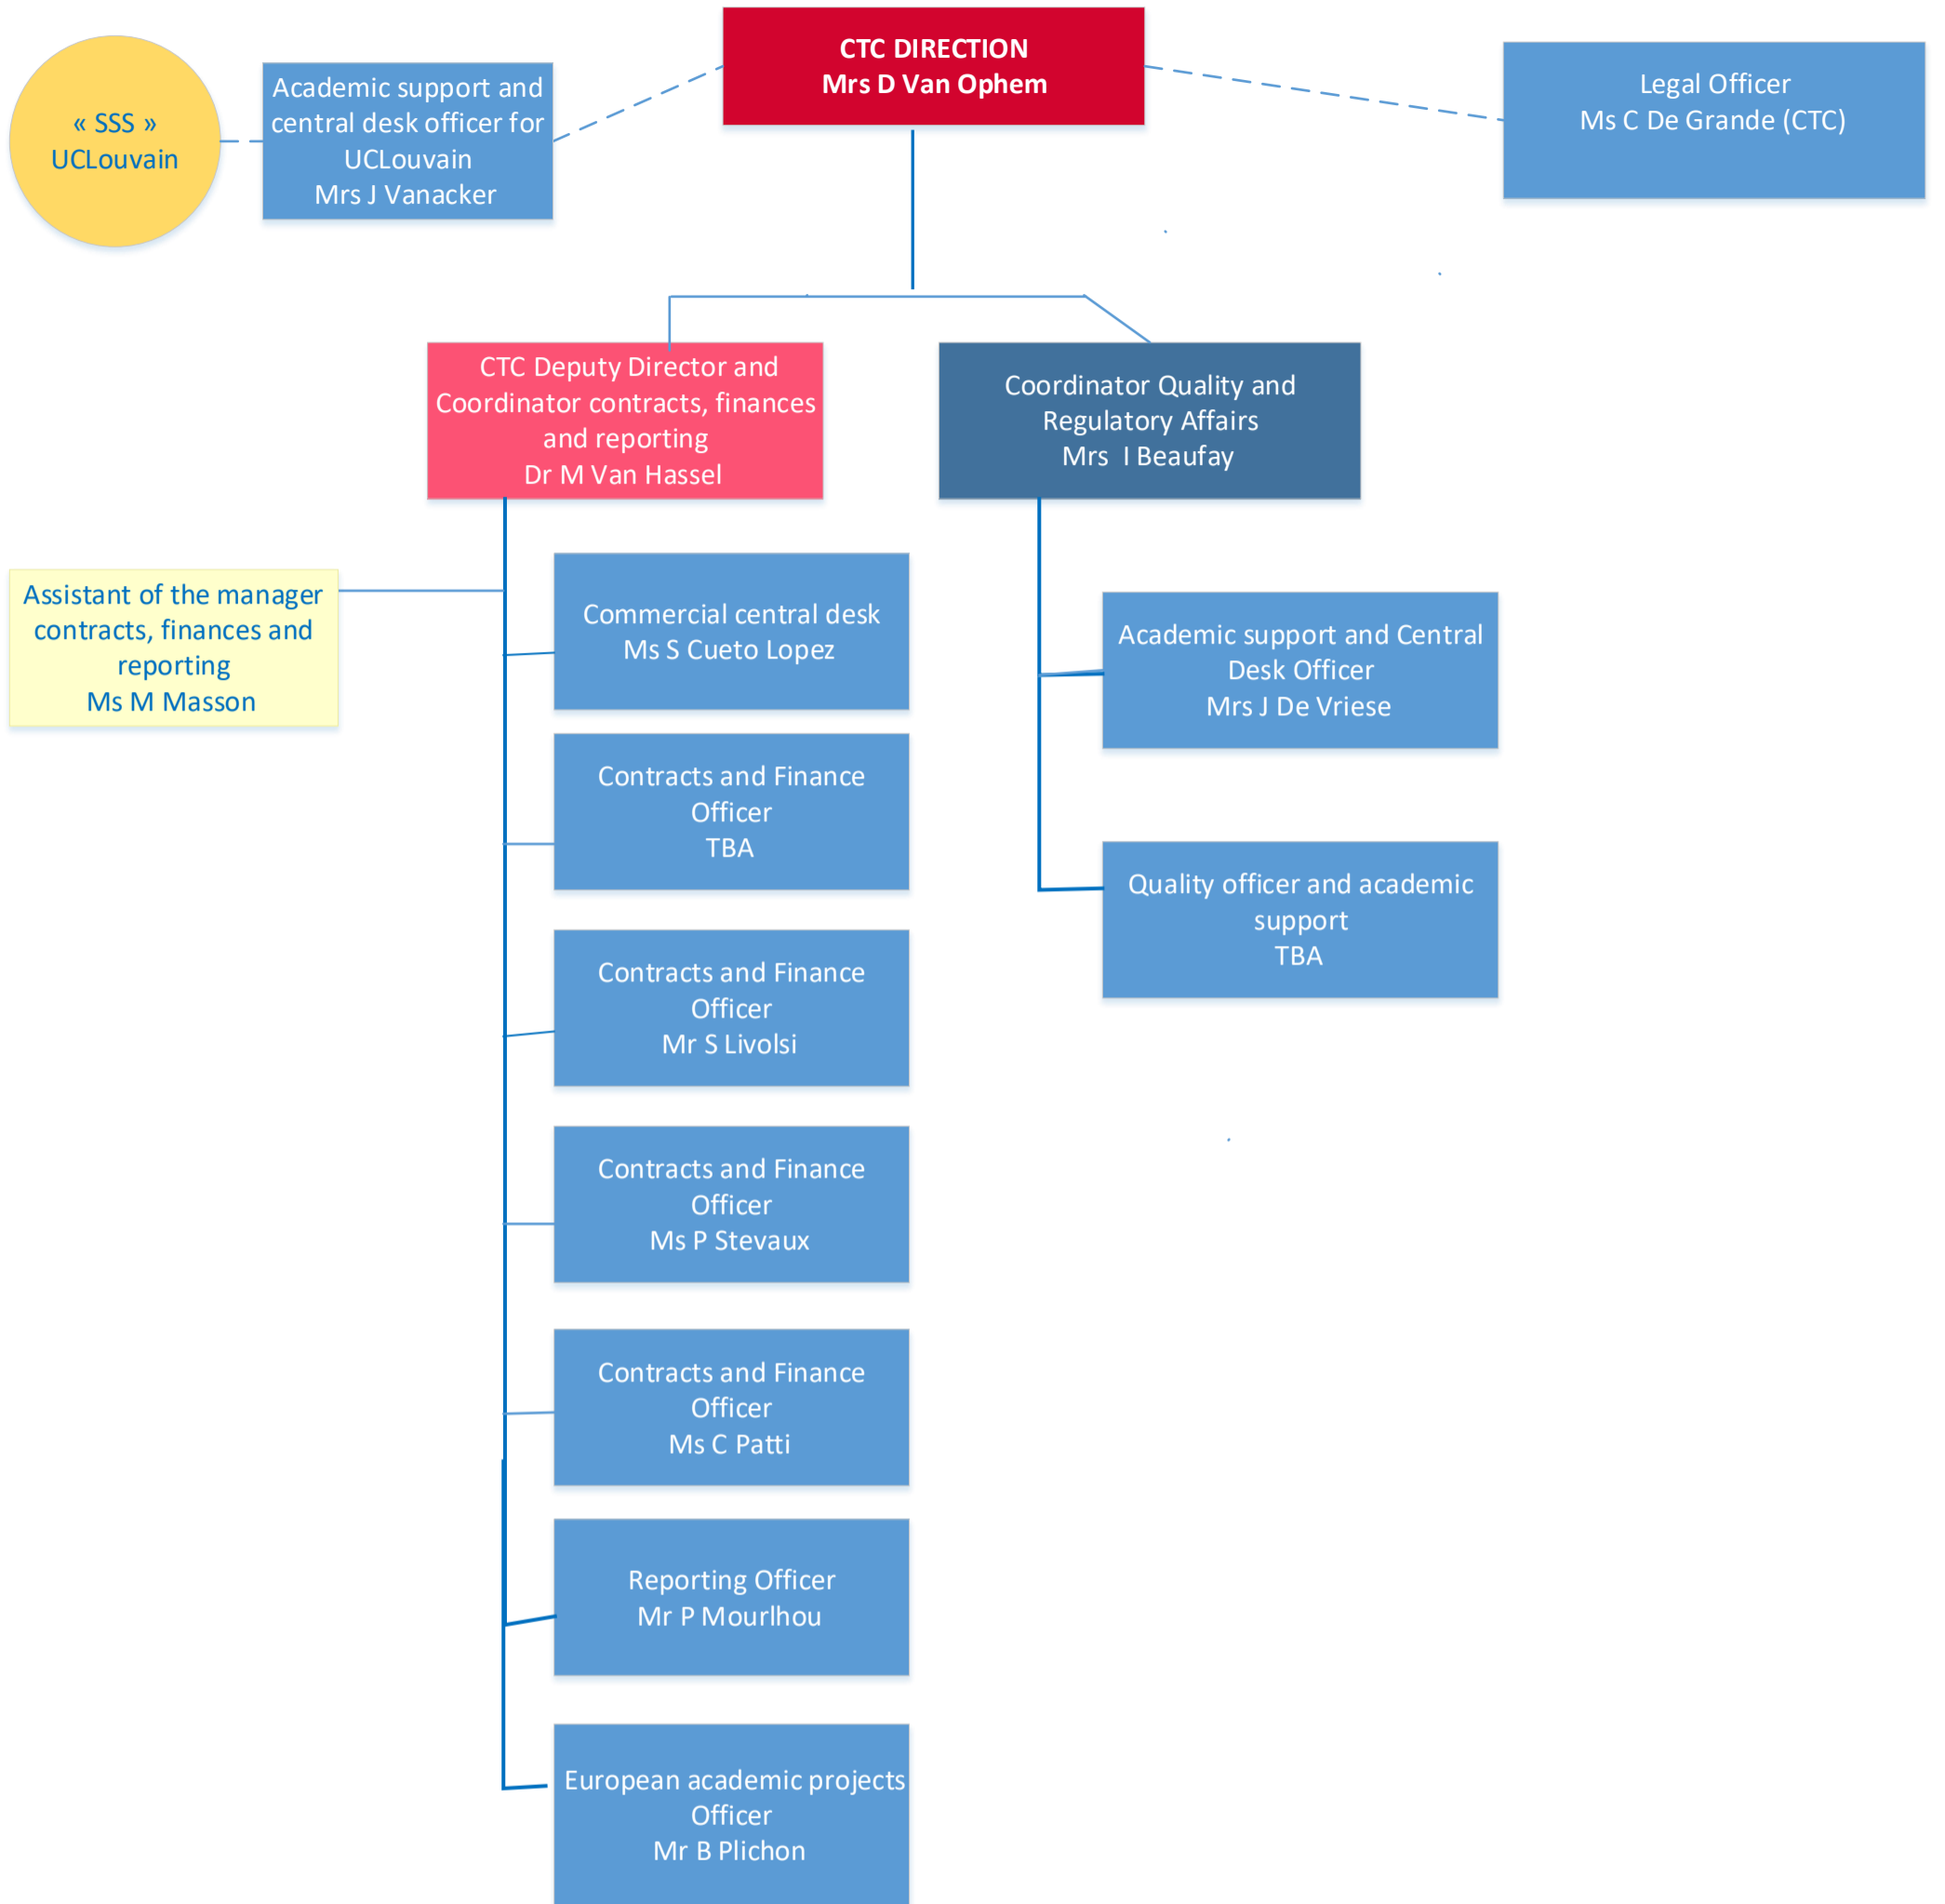 CTC DIRECTION
Mrs D Van Ophem
« SSS »
UCLouvain
Academic support and
central desk officer for
UCLouvain
Mrs J Vanacker
Legal Officer
Ms C De Grande (CTC)
CTC Deputy Director and
Coordinator contracts, finances
and reporting
Dr M Van Hassel
Coordinator Quality and
Regulatory Affairs
Mrs I Beaufay
Assistant of the manager
contracts, finances and
reporting
Ms M Masson
Commercial central desk
Ms S Cueto Lopez
Contracts and Finance
Officer
TBA
Contracts and Finance
Officer
Mr S Livolsi
Contracts and Finance
Officer
Ms P Stevaux
Contracts and Finance
Officer
Ms C Patti
Reporting Officer
Mr P Mourlhou
European academic projects
Officer
Mr B Plichon
Academic support and Central
Desk Officer
Mrs J De Vriese
Quality officer and academic
support
TBA